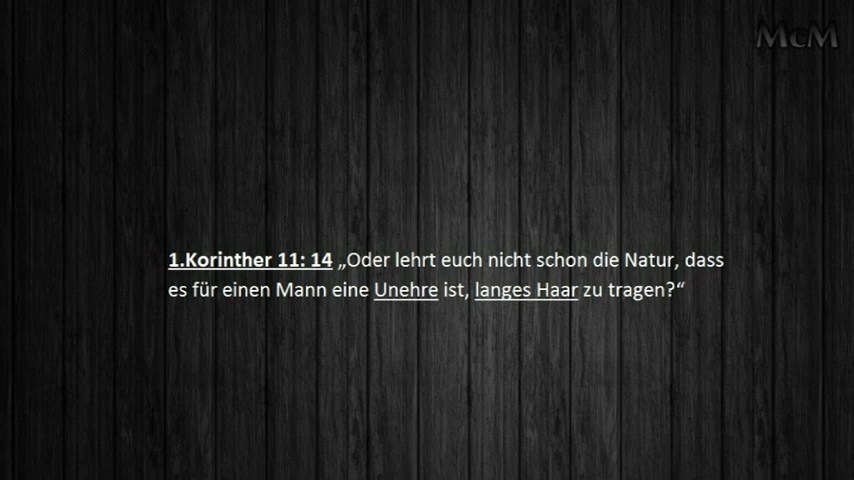 McM
1.Korinther 11: 14 „Oder lehrt euch nicht schon die Natur, dass
es für einen Mann eine Unehre ist, langes Haar zu tragen?“